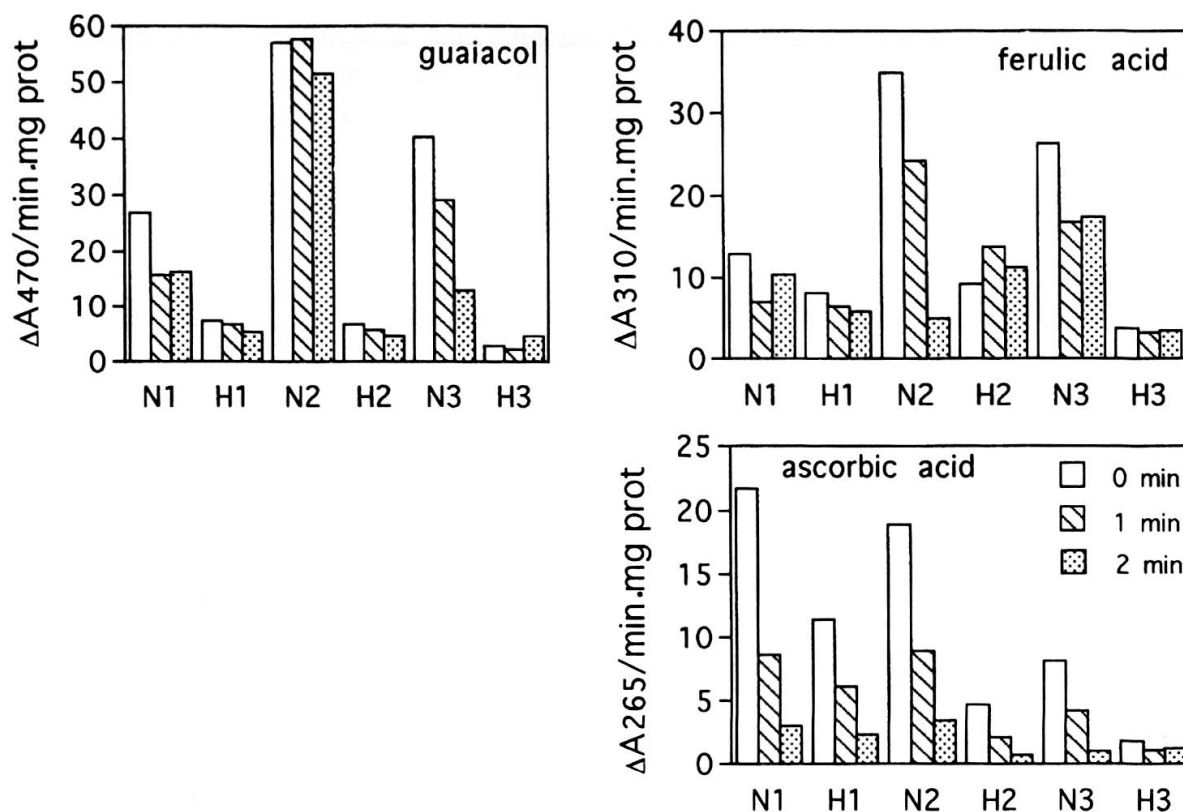 60
50
40
30
20
10
0
ΔA470/min.mg prot
guaiacol
N1 H1 N2 H2 N3 H3
40
30
20
10
0
ΔA310/min.mg prot
ferulic acid
N1 H1 N2 H2 N3 H3
25
20
15
10
5
0
ΔA265/min.mg prot
ascorbic acid
0 min
1 min
2 min
N1 H1 N2 H2 N3 H3